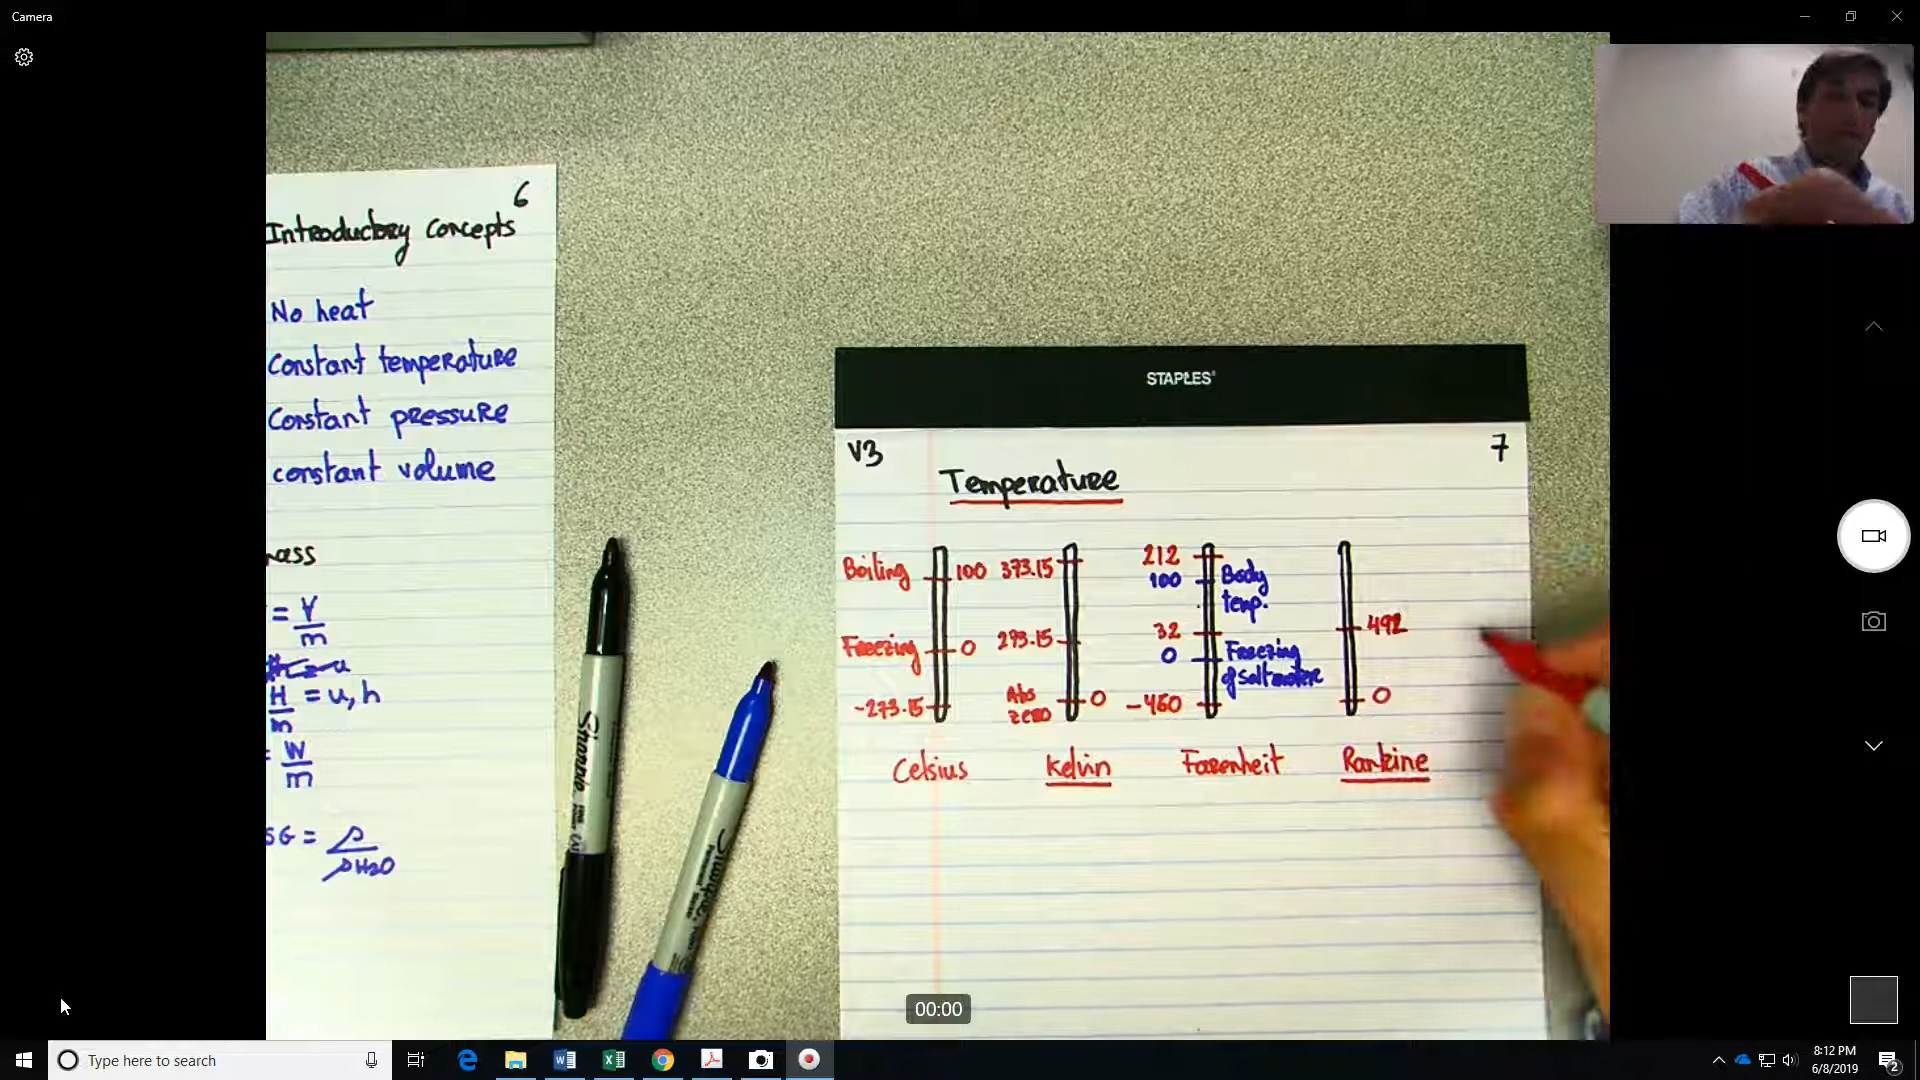 Camera
6
Introductory concepts
No heat
Constant temperature
Constant pressure
constant volume
= V
m
H = u, h
m
= W
m
SG = ρ
ρH2O
Sharpie
STAPLES
V3
7
Temperature
Boiling 100 373.15 212
100 Body
temp.
Freezing 0 273.15 32 492
0 Freezing
of salt water
-273.15 Abs
zero 0 -460 0
Celsius Kelvin Farenheit Rankine
00:00
Type here to search
8:12 PM
6/8/2019
2